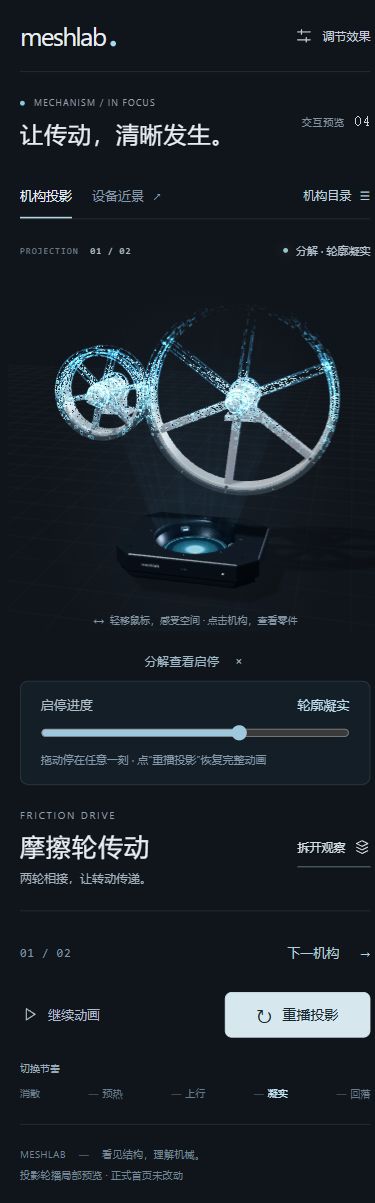 meshlab.
调节效果
MECHANISM / IN FOCUS
让传动，清晰发生。
交互预览 04
机构投影 设备近景 ↗ 机构目录 ☰
PROJECTION 01 / 02
分解 · 轮廓凝实
↔ 轻移鼠标，感受空间 · 点击机构，查看零件
分解查看启停 ×
启停进度 轮廓凝实
拖动停在任意一刻 · 点“重播投影”恢复完整动画
FRICTION DRIVE
摩擦轮传动
拆开观察
两轮相接，让转动传递。
01 / 02 下一机构 →
继续动画 重播投影
切换节奏
消散 — 预热 — 上行 — 凝实 — 回落
MESHLAB — 看见结构，理解机械。
投影轮播局部预览 · 正式首页未改动